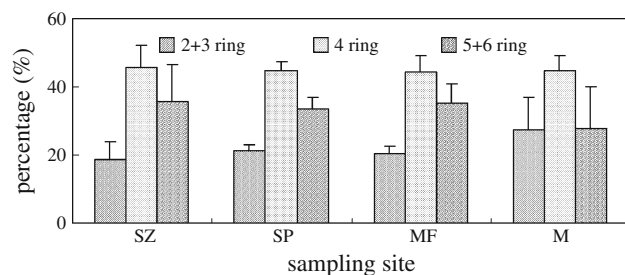 60
2+3 ring 4 ring 5+6 ring
40
20
0
percentage (%)
SZ SP MF M
sampling site